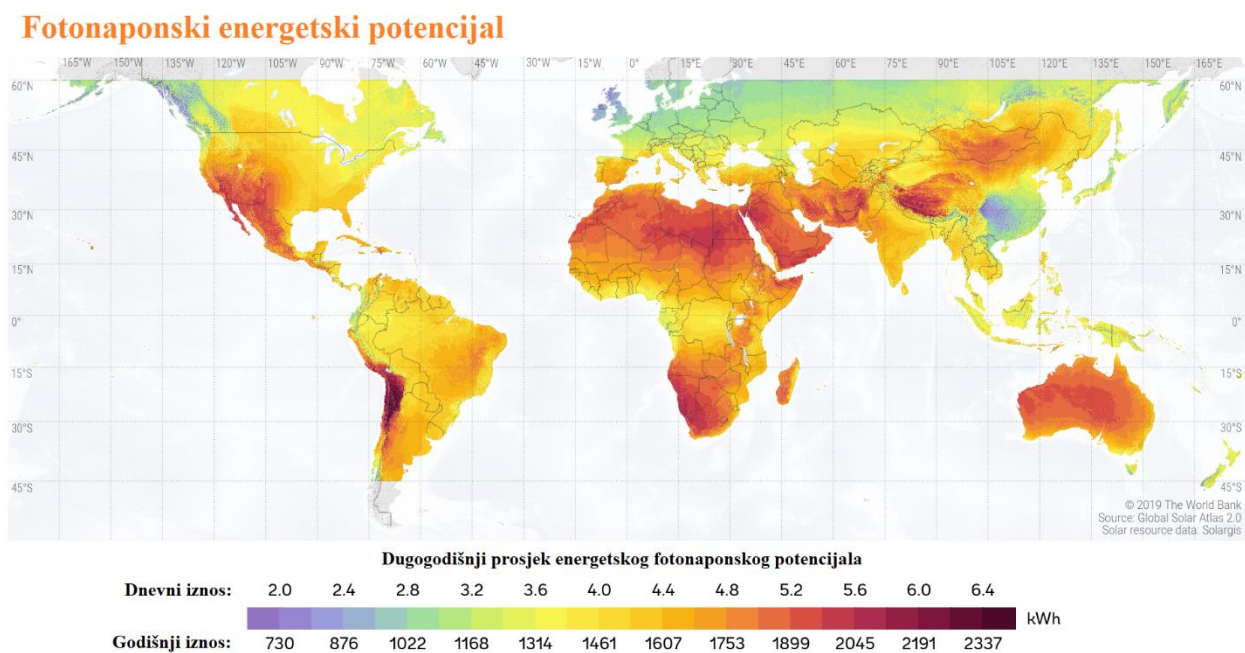 Fotonaponski energetski potencijal
165°W 150°W 135°W 120°W 105°W 90°W 75°W 60°W 45°W 30°W 15°W 0° 15°E 30°E 45°E 60°E 75°E 90°E 105°E 120°E 135°E 150°E 165°E
60°N 60°N
45°N 45°N
30°N 30°N
15°N 15°N
0° 0°
15°S 15°S
30°S 30°S
45°S 45°S
© 2019 The World Bank
Source: Global Solar Atlas 2.0
Solar resource data: Solargis
Dugogodišnji prosjek energetskog fotonaponskog potencijala
Dnevni iznos: 2.0 2.4 2.8 3.2 3.6 4.0 4.4 4.8 5.2 5.6 6.0 6.4
kWh
Godišnji iznos: 730 876 1022 1168 1314 1461 1607 1753 1899 2045 2191 2337